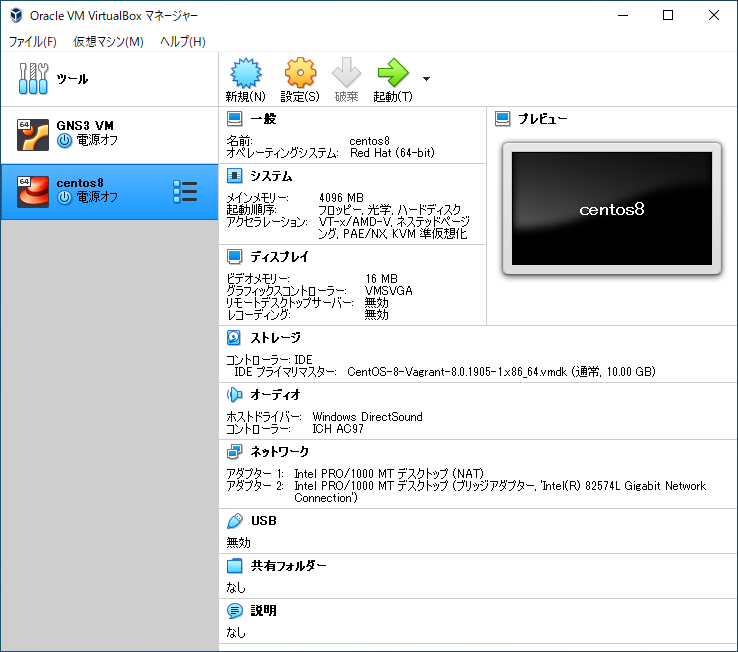 Oracle VM VirtualBox マネージャー
ファイル(F) 仮想マシン(M) ヘルプ(H)
ツール
64
GNS3 VM
電源オフ
64
centos8
電源オフ
新規(N) 設定(S) 破棄 起動(T)
一般
名前: centos8
オペレーティングシステム: Red Hat (64-bit)
プレビュー
centos8
システム
メインメモリー: 4096 MB
起動順序: フロッピー, 光学, ハードディスク
アクセラレーション: VT-x/AMD-V, ネステッドページ
ング, PAE/NX, KVM 準仮想化
ディスプレイ
ビデオメモリー: 16 MB
グラフィックスコントローラー: VMSVGA
リモートデスクトップサーバー: 無効
レコーディング: 無効
ストレージ
コントローラー: IDE
IDE プライマリマスター: CentOS-8-Vagrant-8.0.1905-1.x86_64.vmdk (通常, 10.00 GB)
オーディオ
ホストドライバー: Windows DirectSound
コントローラー: ICH AC97
ネットワーク
アダプター 1: Intel PRO/1000 MT デスクトップ (NAT)
アダプター 2: Intel PRO/1000 MT デスクトップ (ブリッジアダプター, 'Intel(R) 82574L Gigabit Network
Connection')
USB
無効
共有フォルダー
なし
説明
なし